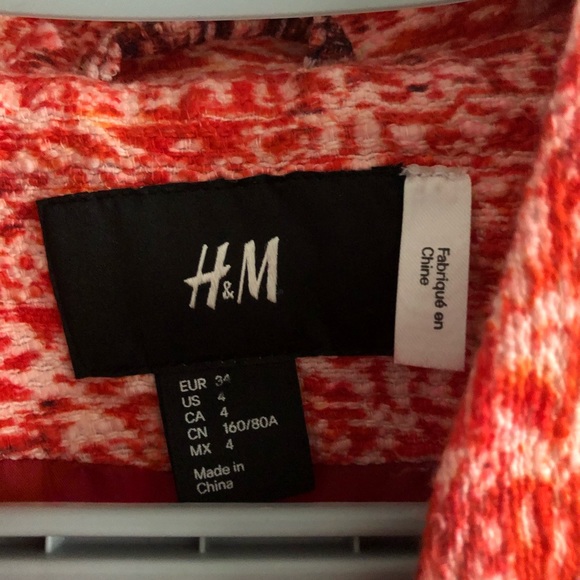 H&M
Fabriqué en
Chine
EUR 34
US 4
CA 4
CN 160/80A
MX 4
Made in
China